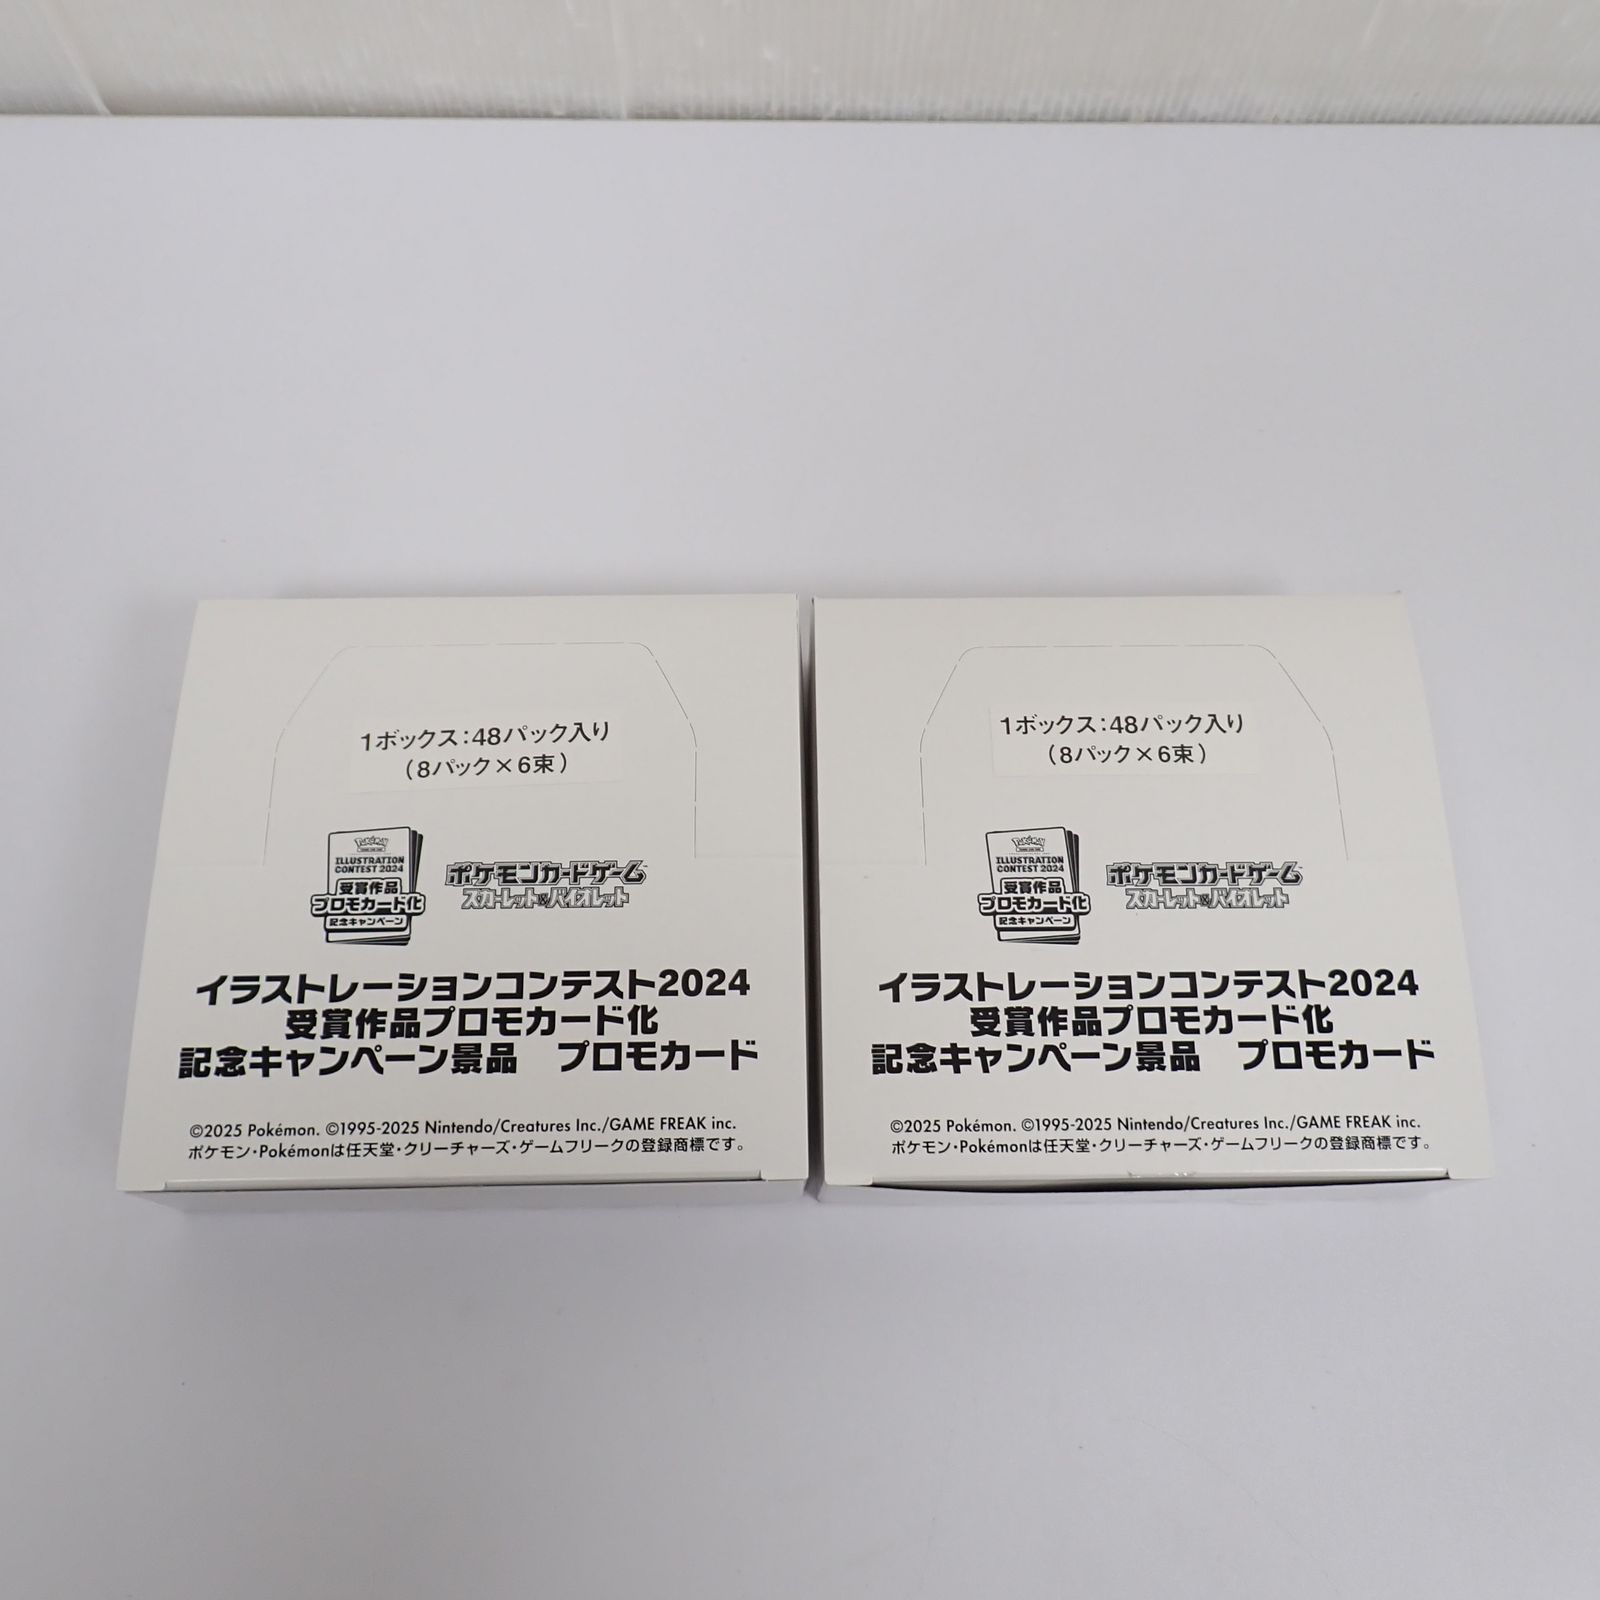 1ボックス:48パック入り
(8パック×6束)
Pokémon
ILLUSTRATION
CONTEST 2024
受賞作品
プロモカード化
記念キャンペーン
ポケモンカードゲーム
スカーレット&バイオレット
イラストレーションコンテスト2024
受賞作品プロモカード化
記念キャンペーン景品　プロモカード
©2025 Pokémon. ©1995-2025 Nintendo/Creatures Inc./GAME FREAK inc.
ポケモン・Pokémonは任天堂・クリーチャーズ・ゲームフリークの登録商標です。
1ボックス:48パック入り
(8パック×6束)
Pokémon
ILLUSTRATION
CONTEST 2024
受賞作品
プロモカード化
記念キャンペーン
ポケモンカードゲーム
スカーレット&バイオレット
イラストレーションコンテスト2024
受賞作品プロモカード化
記念キャンペーン景品　プロモカード
©2025 Pokémon. ©1995-2025 Nintendo/Creatures Inc./GAME FREAK inc.
ポケモン・Pokémonは任天堂・クリーチャーズ・ゲームフリークの登録商標です。